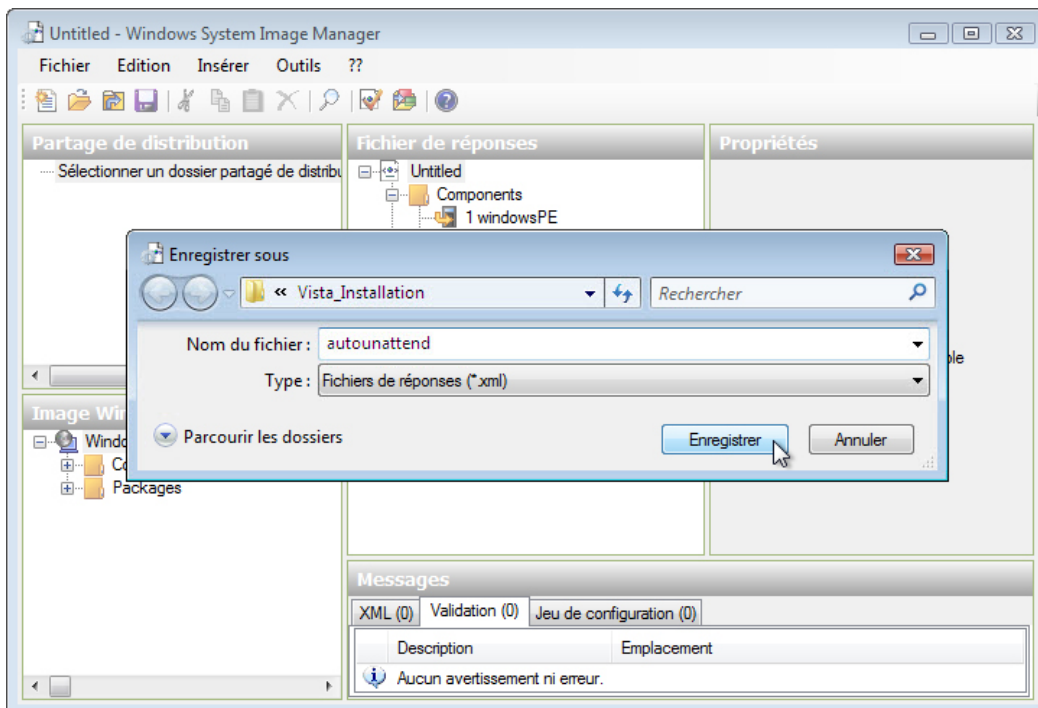 Untitled - Windows System Image Manager
Fichier Edition Insérer Outils ??
Partage de distribution
Sélectionner un dossier partagé de distribu
Fichier de réponses
Untitled
Components
1 windowsPE
Propriétés
Enregistrer sous
« Vista_Installation
Rechercher
Nom du fichier : autounattend
Type : Fichiers de réponses (*.xml)
Parcourir les dossiers
Enregistrer Annuler
ble
Image Wi
Windo
Co
Packages
Messages
XML (0) Validation (0) Jeu de configuration (0)
Description Emplacement
Aucun avertissement ni erreur.